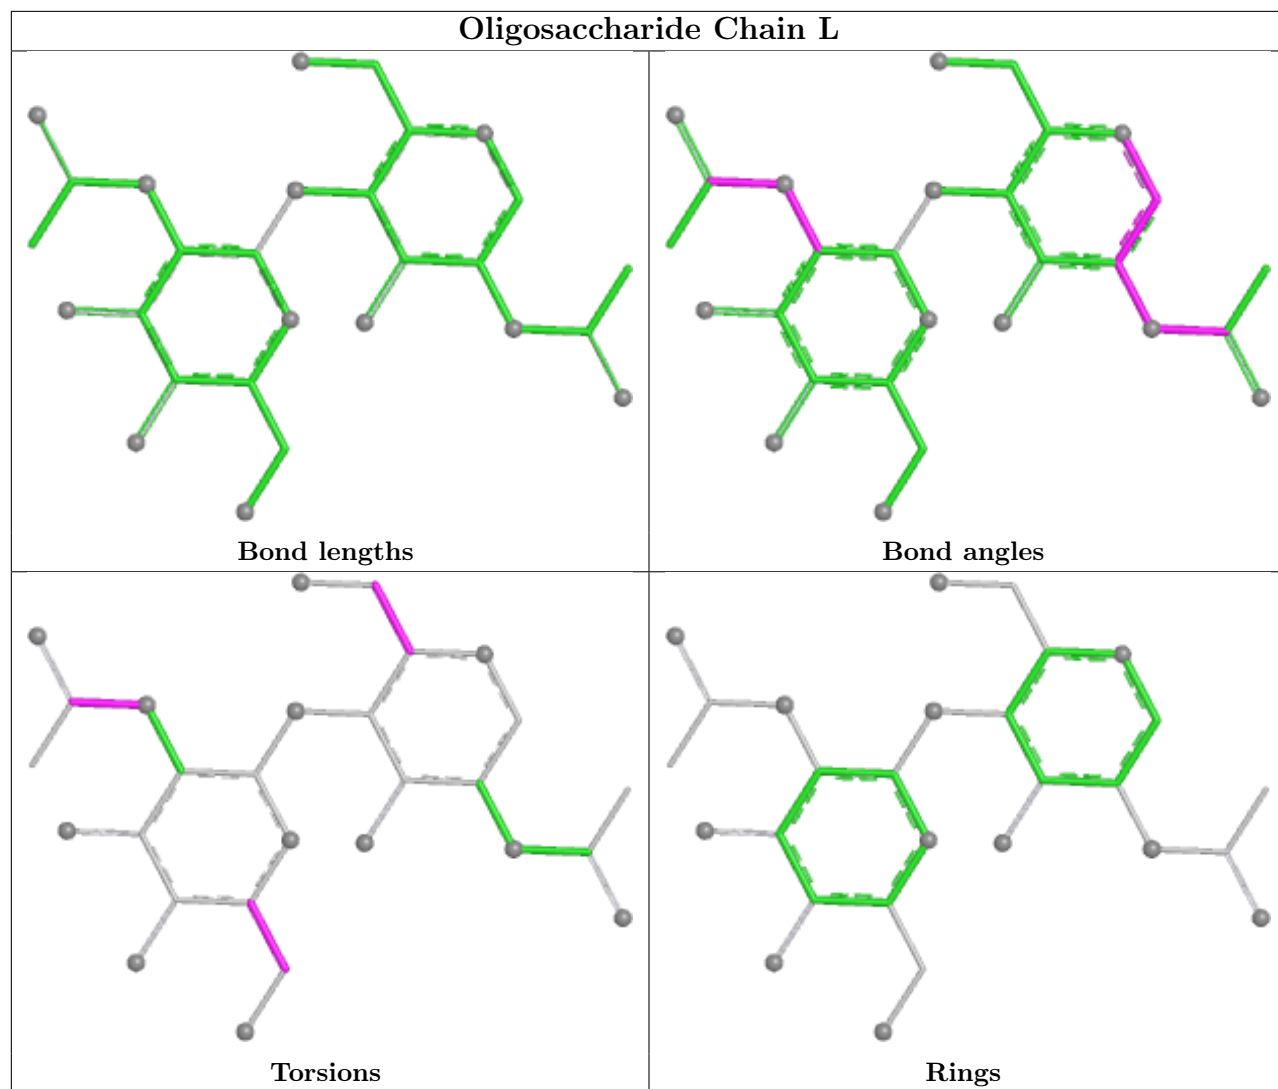 Oligosaccharide Chain L
Bond lengths
Bond angles
Torsions
Rings